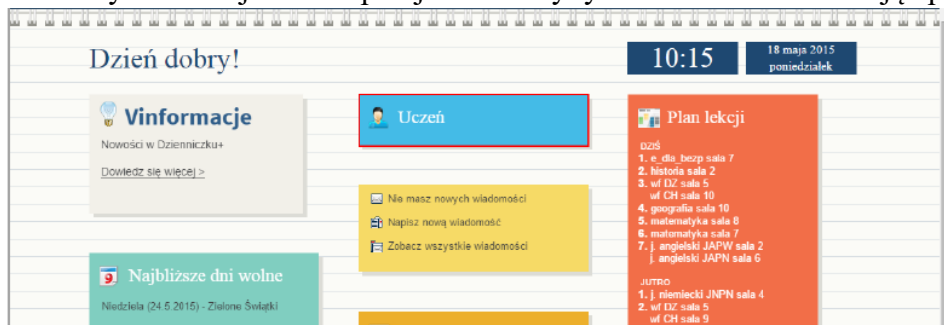 Dzień dobry!
10:15
18 maja 2015
poniedziałek
Vinformacje
Nowości w Dzienniczku+
Dowiedz się więcej >
9
Najbliższe dni wolne
Niedziela (24.5.2015) - Zielone Świątki
Uczeń
Nie masz nowych wiadomości
Napisz nową wiadomość
Zobacz wszystkie wiadomości
Plan lekcji
DZIŚ
1. e_dla_bezp sala 7
2. historia sala 2
3. wf DZ sala 5
wf CH sala 10
4. geografia sala 10
5. matematyka sala 8
6. matematyka sala 7
7. j. angielski JAPW sala 2
j. angielski JAPN sala 6
JUTRO
1. j. niemiecki JNPN sala 4
2. wf DZ sala 5
wf CH sala 9